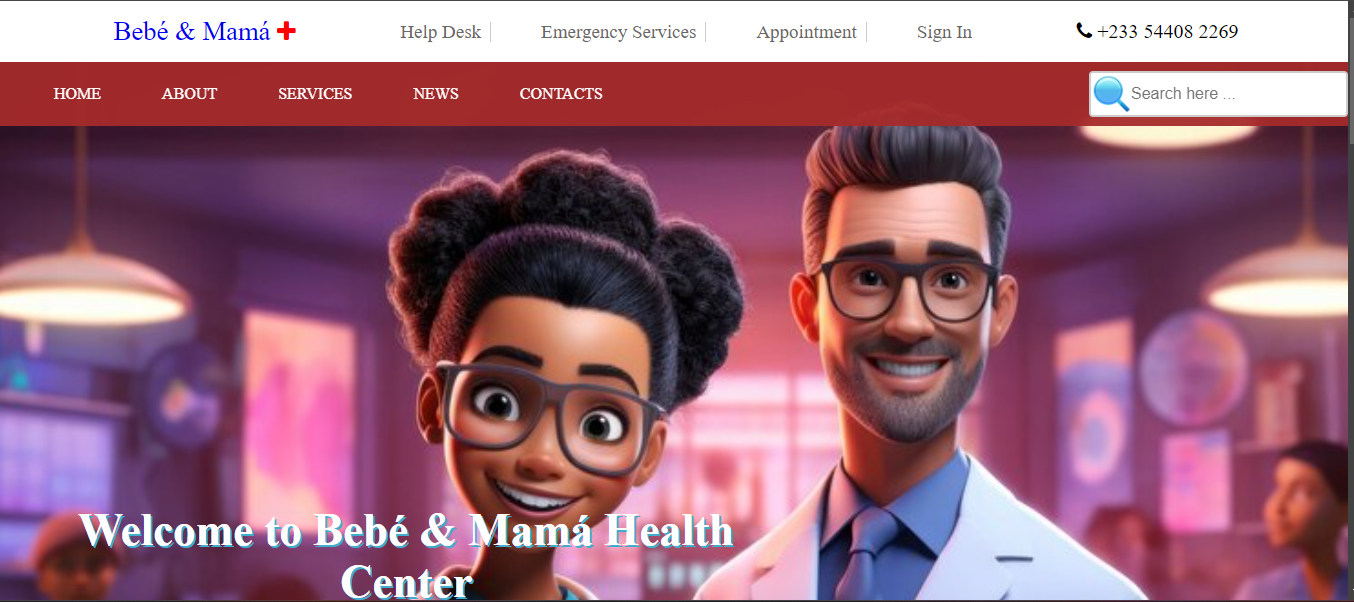 Bebé & Mamá
Help Desk
Emergency Services
Appointment
Sign In
+233 54408 2269
HOME
ABOUT
SERVICES
NEWS
CONTACTS
Search here ...
Welcome to Bebé & Mamá Health
Center